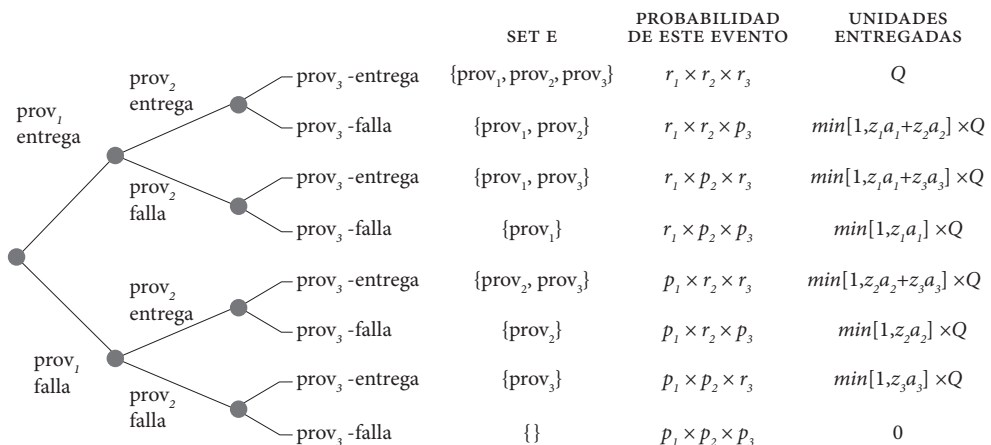 SET E
PROBABILIDAD DE ESTE EVENTO
UNIDADES ENTREGADAS
prov₁ entrega
prov₂ entrega
prov₃ -entrega {prov₁, prov₂, prov₃} r₁ × r₂ × r₃ Q
prov₃ -falla {prov₁, prov₂} r₁ × r₂ × p₃ min[1,z₁a₁+z₂a₂] ×Q
prov₂ falla
prov₃ -entrega {prov₁, prov₃} r₁ × p₂ × r₃ min[1,z₁a₁+z₃a₃] ×Q
prov₃ -falla {prov₁} r₁ × p₂ × p₃ min[1,z₁a₁] ×Q
prov₁ falla
prov₂ entrega
prov₃ -entrega {prov₂, prov₃} p₁ × r₂ × r₃ min[1,z₂a₂+z₃a₃] ×Q
prov₃ -falla {prov₂} p₁ × r₂ × p₃ min[1,z₂a₂] ×Q
prov₂ falla
prov₃ -entrega {prov₃} p₁ × p₂ × r₃ min[1,z₃a₃] ×Q
prov₃ -falla {} p₁ × p₂ × p₃ 0